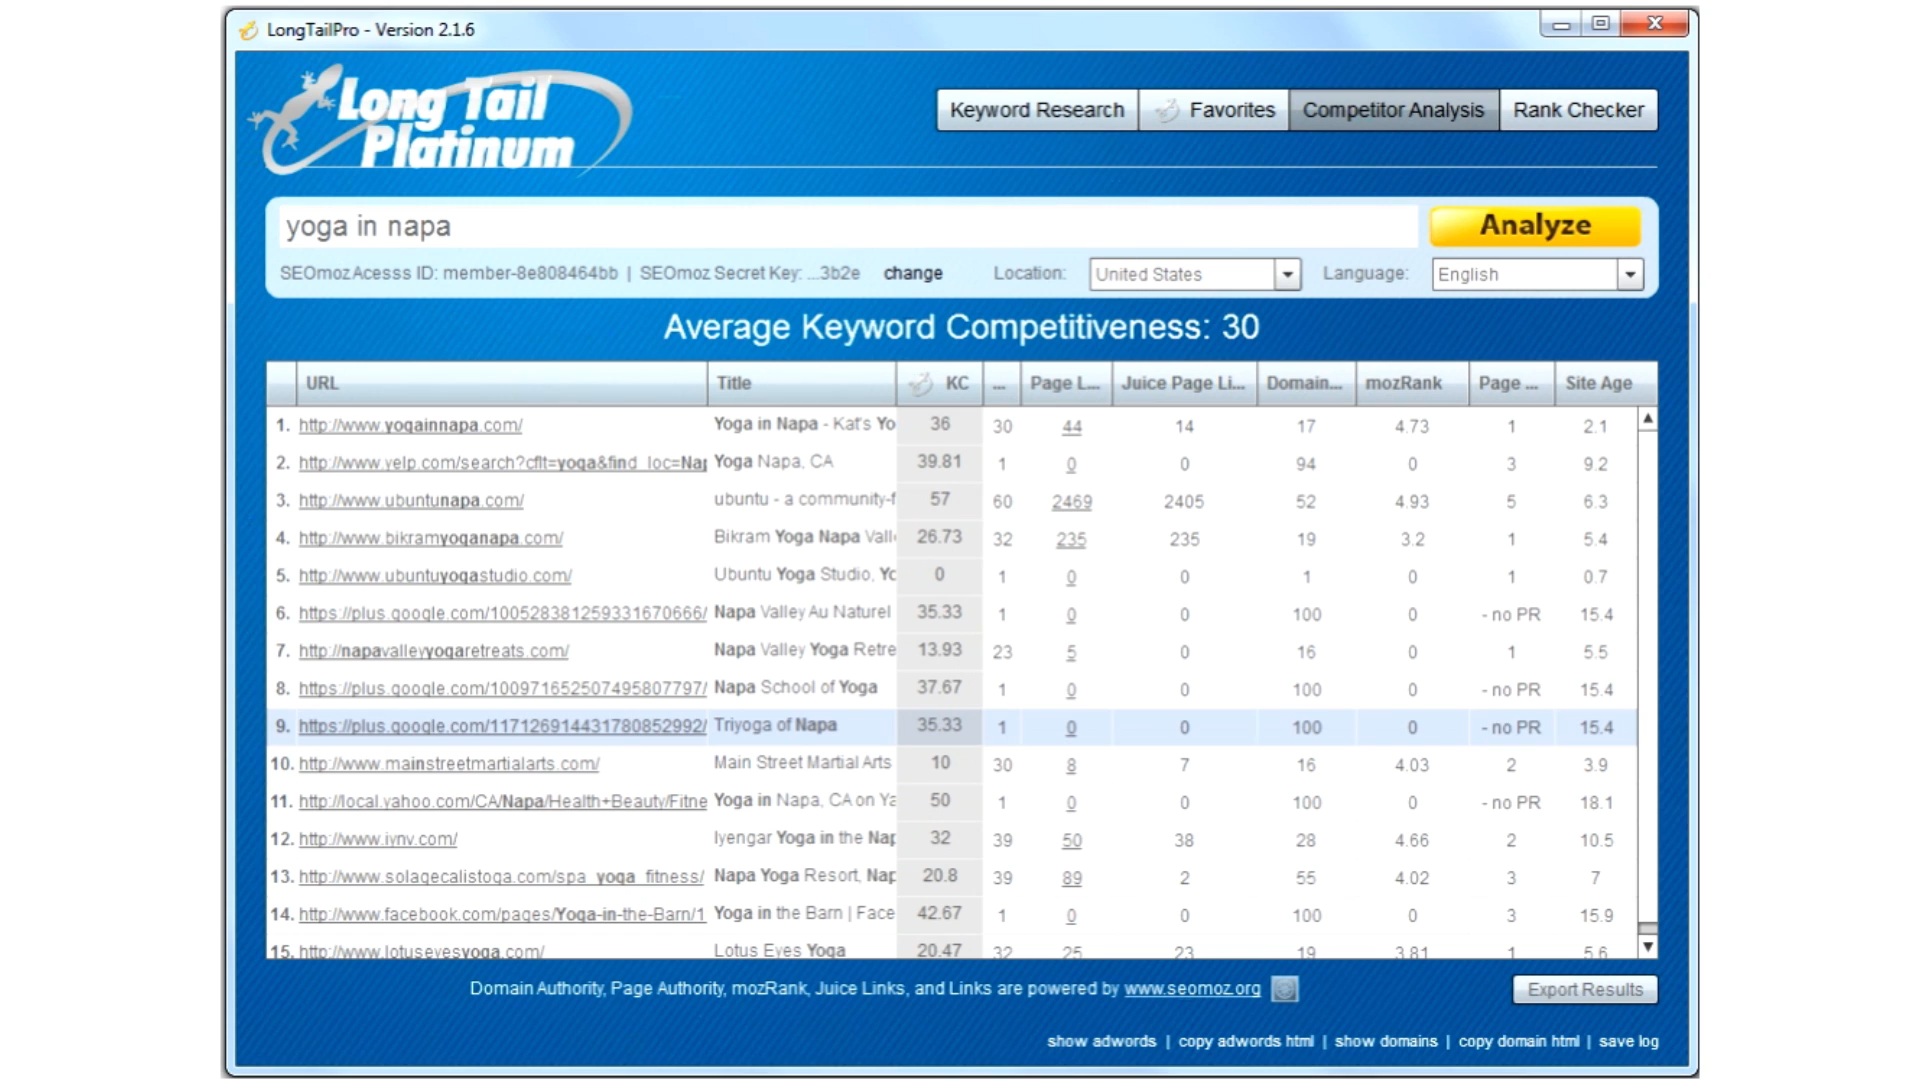 LongTailPro - Version 2.1.6
Long Tail
Platinum
Keyword Research Favorites Competitor Analysis Rank Checker
yoga in napa Analyze
SEOmoz Acesss ID: member-8e808464bb | SEOmoz Secret Key: ...3b2e change Location: United States Language: English
Average Keyword Competitiveness: 30
URL Title KC ... Page L... Juice Page Li... Domain... mozRank Page ... Site Age
1. http://www.yogainnapa.com/ Yoga in Napa - Kat's Yo 36 30 44 14 17 4.73 1 2.1
2. http://www.yelp.com/search?cflt=yoga&find_loc=Nap Yoga Napa, CA 39.81 1 0 0 94 0 3 9.2
3. http://www.ubuntunapa.com/ ubuntu - a community-f 57 60 2469 2405 52 4.93 5 6.3
4. http://www.bikramyoganapa.com/ Bikram Yoga Napa Vall 26.73 32 235 235 19 3.2 1 5.4
5. http://www.ubuntuyogastudio.com/ Ubuntu Yoga Studio, Yo 0 1 0 0 1 0 1 0.7
6. https://plus.google.com/100528381259331670666/ Napa Valley Au Naturel 35.33 1 0 0 100 0 - no PR 15.4
7. http://napavalleyyogaretreats.com/ Napa Valley Yoga Retre 13.93 23 5 0 16 0 1 5.5
8. https://plus.google.com/100971652507495807797/ Napa School of Yoga 37.67 1 0 0 100 0 - no PR 15.4
9. https://plus.google.com/117126914431780852992/ Triyoga of Napa 35.33 1 0 0 100 0 - no PR 15.4
10. http://www.mainstreetmartialarts.com/ Main Street Martial Arts 10 30 8 7 16 4.03 2 3.9
11. http://local.yahoo.com/CA/Napa/Health+Beauty/Fitne Yoga in Napa, CA on Ya 50 1 0 0 100 0 - no PR 18.1
12. http://www.iynv.com/ Iyengar Yoga in the Nap 32 39 50 38 28 4.66 2 10.5
13. http://www.solagecalistoga.com/spa_yoga_fitness/ Napa Yoga Resort, Nap 20.8 39 89 2 55 4.02 3 7
14. http://www.facebook.com/pages/Yoga-in-the-Barn/1 Yoga in the Barn | Face 42.67 1 0 0 100 0 3 15.9
15. http://www.lotuseyesyoga.com/ Lotus Eyes Yoga 20.47 32 25 23 19 3.81 1 5.6
Domain Authority, Page Authority, mozRank, Juice Links, and Links are powered by www.seomoz.org Export Results
show adwords | copy adwords html | show domains | copy domain html | save log